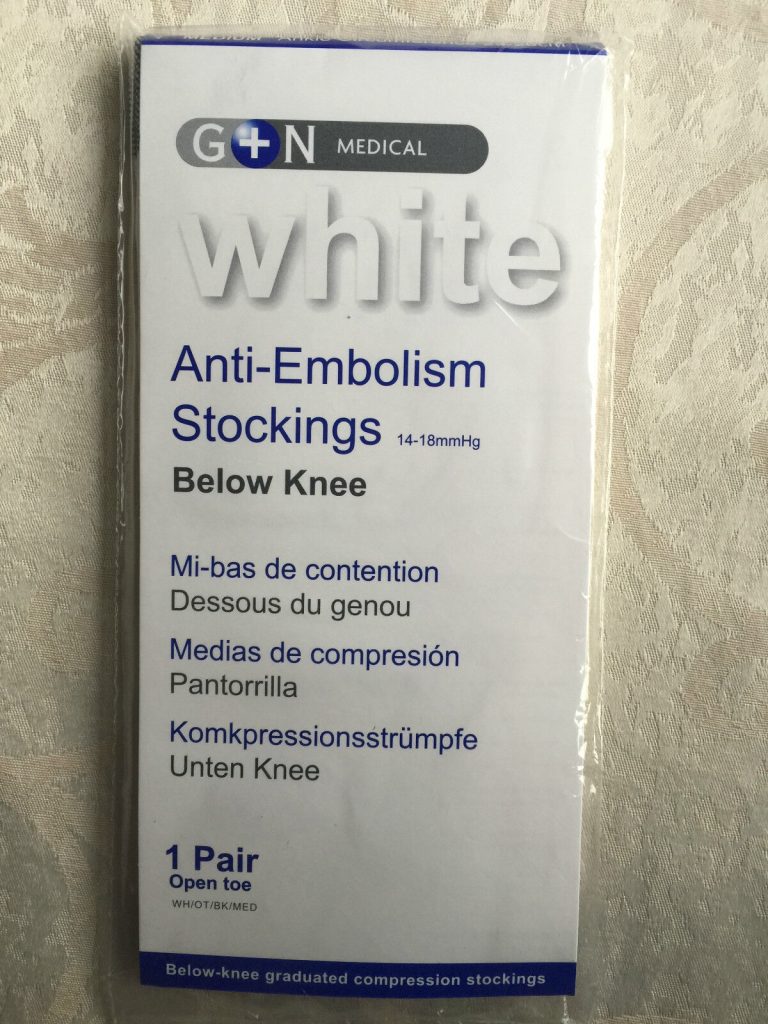 G+N MEDICAL
white
Anti-Embolism
Stockings 14-18mmHg
Below Knee
Mi-bas de contention
Dessous du genou
Medias de compresión
Pantorrilla
Komkpressionsstrümpfe
Unten Knee
1 Pair
Open toe
WH/OT/BK/MED
Below-knee graduated compression stockings